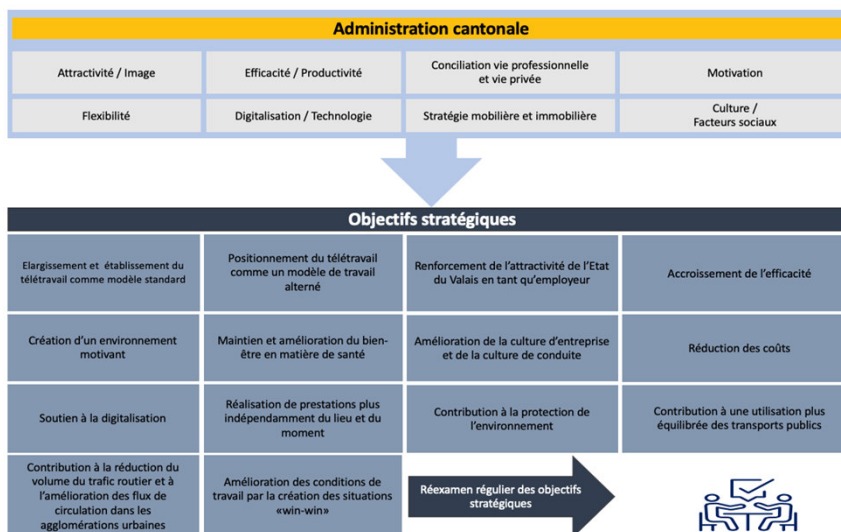 Administration cantonale
Attractivité / Image
Efficacité / Productivité
Conciliation vie professionnelle
et vie privée
Motivation
Flexibilité
Digitalisation / Technologie
Stratégie mobilière et immobilière
Culture /
Facteurs sociaux
Objectifs stratégiques
Elargissement et établissement du
télétravail comme modèle standard
Positionnement du télétravail
comme un modèle de travail
alterné
Renforcement de l'attractivité de l'Etat
du Valais en tant qu'employeur
Accroissement de l'efficacité
Création d'un environnement
motivant
Maintien et amélioration du bien-
être en matière de santé
Amélioration de la culture d'entreprise
et de la culture de conduite
Réduction des coûts
Soutien à la digitalisation
Réalisation de prestations plus
indépendamment du lieu et du
moment
Contribution à la protection de
l'environnement
Contribution à une utilisation plus
équilibrée des transports publics
Contribution à la réduction du
volume du trafic routier et à
l'amélioration des flux de
circulation dans les
agglomérations urbaines
Amélioration des conditions de
travail par la création des situations
«win-win»
Réexamen régulier des objectifs
stratégiques